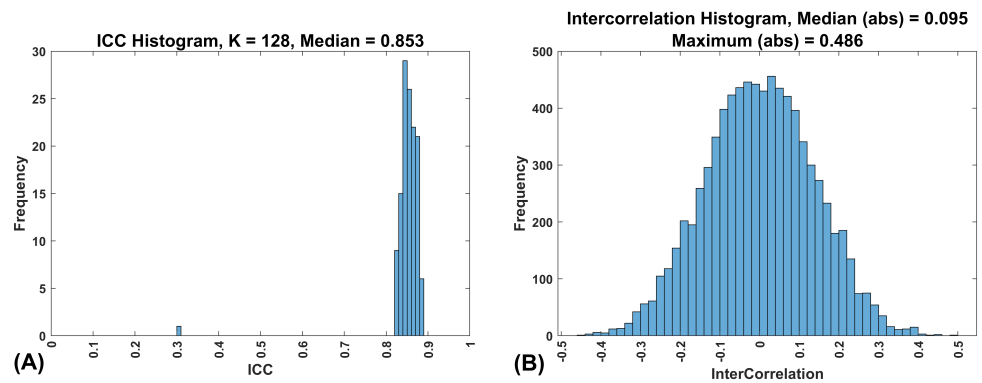 ICC Histogram, K = 128, Median = 0.853
30
25
20
15
10
5
0
Frequency
0 0.1 0.2 0.3 0.4 0.5 0.6 0.7 0.8 0.9 1
ICC
(A)
Intercorrelation Histogram, Median (abs) = 0.095
Maximum (abs) = 0.486
500
400
300
200
100
0
Frequency
-0.5 -0.4 -0.3 -0.2 -0.1 0 0.1 0.2 0.3 0.4 0.5
InterCorrelation
(B)